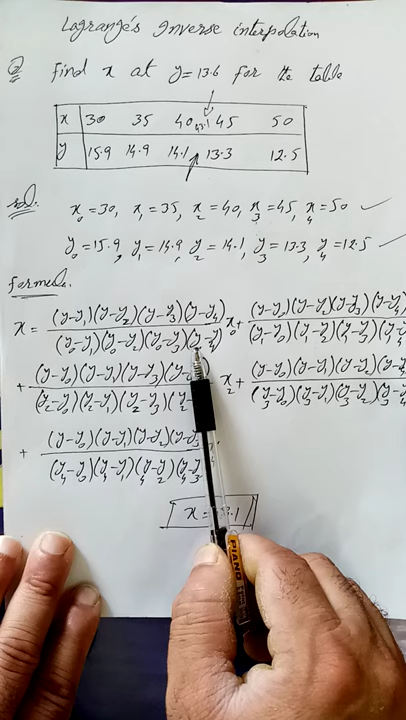 Lagrange's Inverse interpolation
Q Find x at y=13.6 for the table
x 30 35 40 43.1 45 50
y 15.9 14.9 14.1 13.3 12.5
Sol. x₀=30, x₁=35, x₂=40, x₃=45, x₄=50
y₀=15.9, y₁=14.9, y₂=14.1, y₃=13.3, y₄=12.5
Formula.
x = (y-y₁)(y-y₂)(y-y₃)(y-y₄) / (y₀-y₁)(y₀-y₂)(y₀-y₃)(y₀-y₄) x₀ + (y-y₀)(y-y₂)(y-y₃)(y-y₄) / (y₁-y₀)(y₁-y₂)(y₁-y₃)(y₁-y₄
+ (y-y₀)(y-y₁)(y-y₃)(y- / (y₂-y₀)(y₂-y₁)(y₂-y₃)(y₂- x₂ + (y-y₀)(y-y₁)(y-y₂)(y-y₄ / (y₃-y₀)(y₃-y₁)(y₃-y₂)(y₃-y₄
+ (y-y₀)(y-y₁)(y-y₂)(y-y₃ / (y₄-y₀)(y₄-y₁)(y₄-y₂)(y₄-y₃
x = 3.1
PIANO